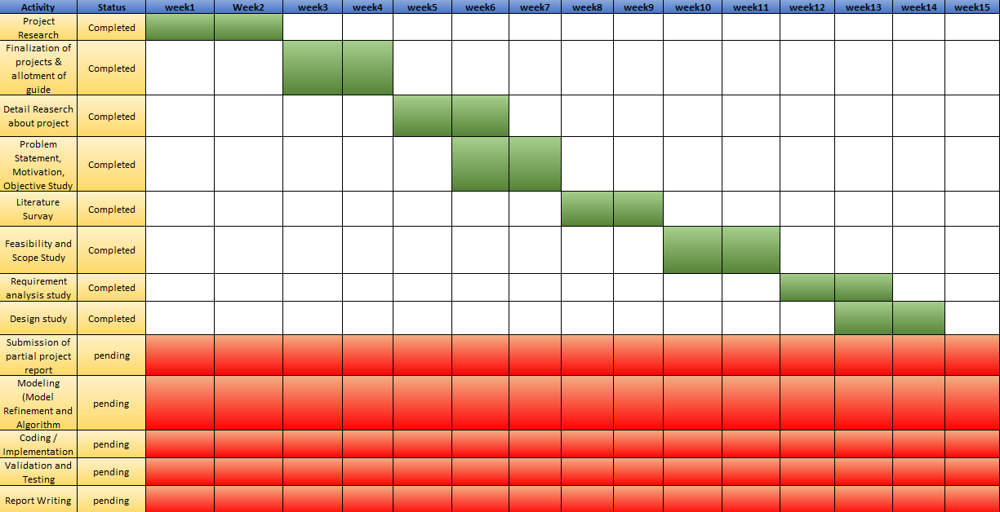 Activity Status week1 Week2 week3 week4 week5 week6 week7 week8 week9 week10 week11 week12 week13 week14 week15
Project
Research
Completed
Finalization of
projects &
allotment of
guide
Completed
Detail Reaserch
about project
Completed
Problem
Statement,
Motivation,
Objective Study
Completed
Literature
Survay
Completed
Feasibility and
Scope Study
Completed
Requirement
analysis study
Completed
Design study
Completed
Submission of
partial project
report
pending
Modeling
(Model
Refinement and
Algorithm
pending
Coding /
Implementation
pending
Validation and
Testing
pending
Report Writing
pending